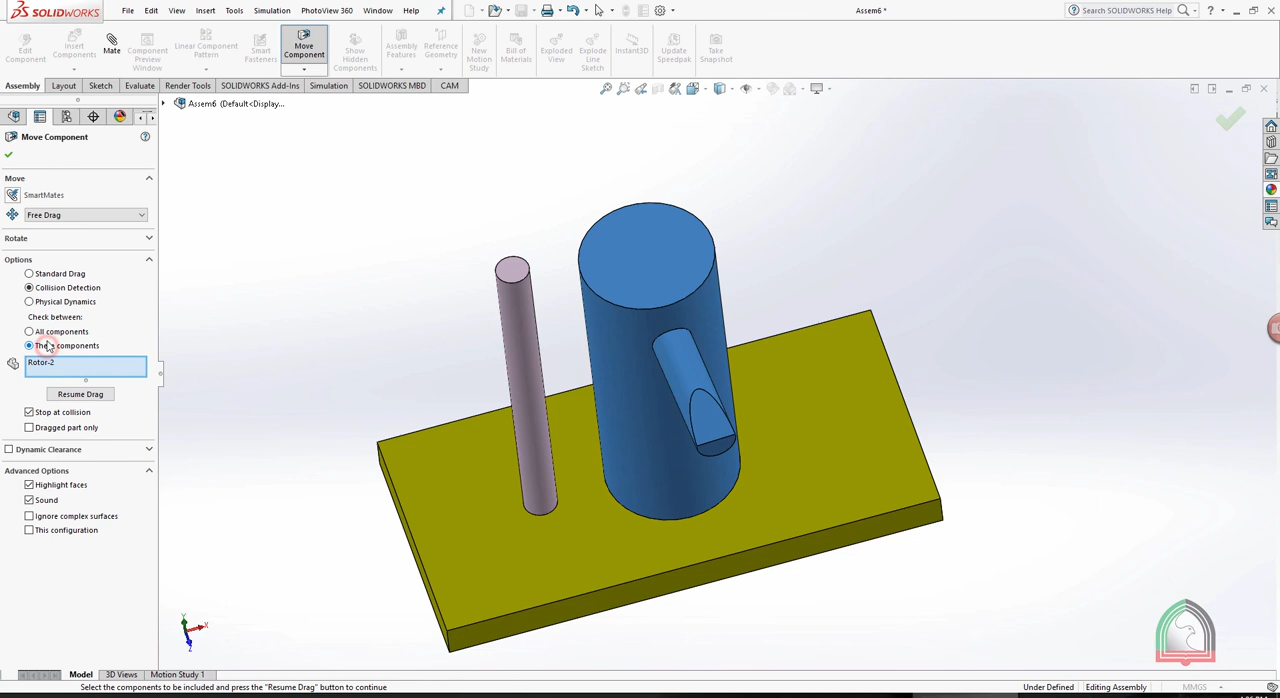 SOLIDWORKS
File Edit View Insert Tools Simulation PhotoView 360 Window Help
Assem6 *
Search SOLIDWORKS Help
Edit Component
Insert Components
Mate
Component Preview Window
Linear Component Pattern
Smart Fasteners
Move Component
Show Hidden Components
Assembly Features
Reference Geometry
New Motion Study
Bill of Materials
Exploded View
Explode Line Sketch
Instant3D
Update Speedpak
Take Snapshot
Assembly Layout Sketch Evaluate Render Tools SOLIDWORKS Add-Ins Simulation SOLIDWORKS MBD CAM
Assem6 (Default<Display...
Move Component
Move
SmartMates
Free Drag
Rotate
Options
Standard Drag
Collision Detection
Physical Dynamics
Check between:
All components
components
Rotor-2
Resume Drag
Stop at collision
Dragged part only
Dynamic Clearance
Advanced Options
Highlight faces
Sound
Ignore complex surfaces
This configuration
Y
X
Z
Model 3D Views Motion Study 1
Select the components to be included and press the "Resume Drag" button to continue
Under Defined Editing Assembly MMGS